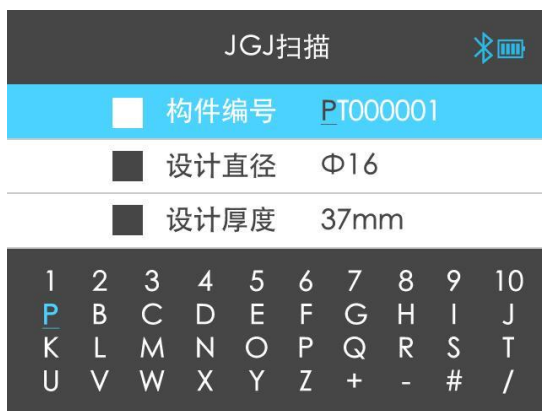 JGJ扫描
构件编号 PT000001
设计直径 Φ16
设计厚度 37mm
1 2 3 4 5 6 7 8 9 10
P B C D E F G H I J
K L M N O P Q R S T
U V W X Y Z + - # /